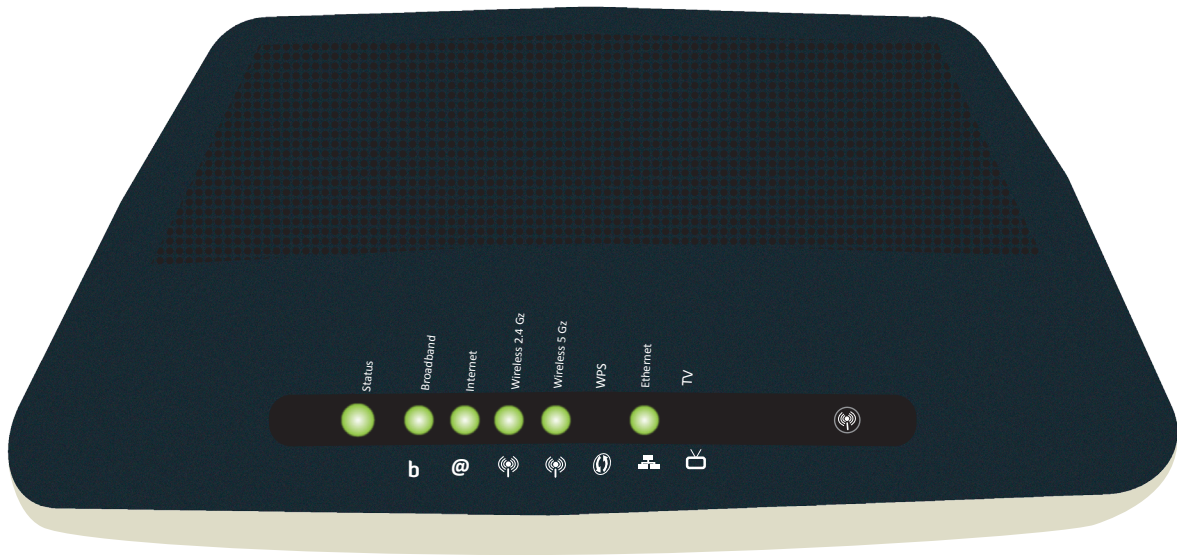 Status
Broadband
Internet
Wireless 2.4 Gz
Wireless 5 Gz
WPS
Ethernet
TV
b
@